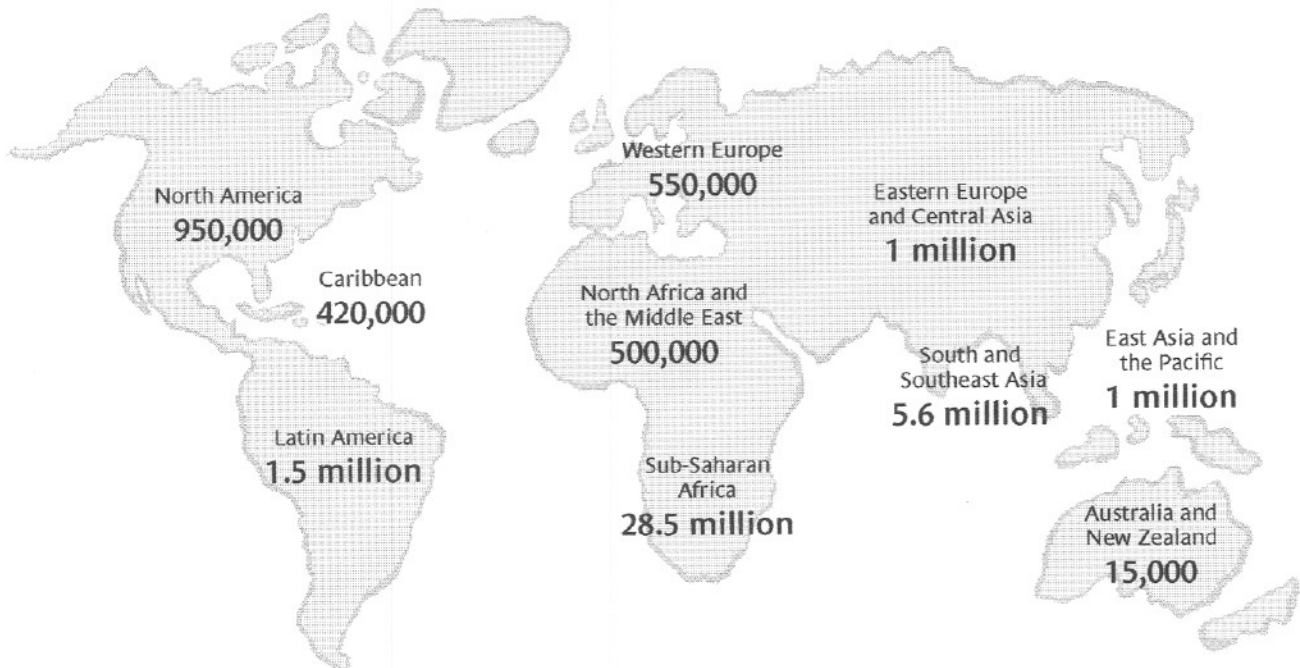 North America
950,000
Caribbean
420,000
Latin America
1.5 million
Western Europe
550,000
North Africa and
the Middle East
500,000
Sub-Saharan
Africa
28.5 million
Eastern Europe
and Central Asia
1 million
South and
Southeast Asia
5.6 million
East Asia and
the Pacific
1 million
Australia and
New Zealand
15,000